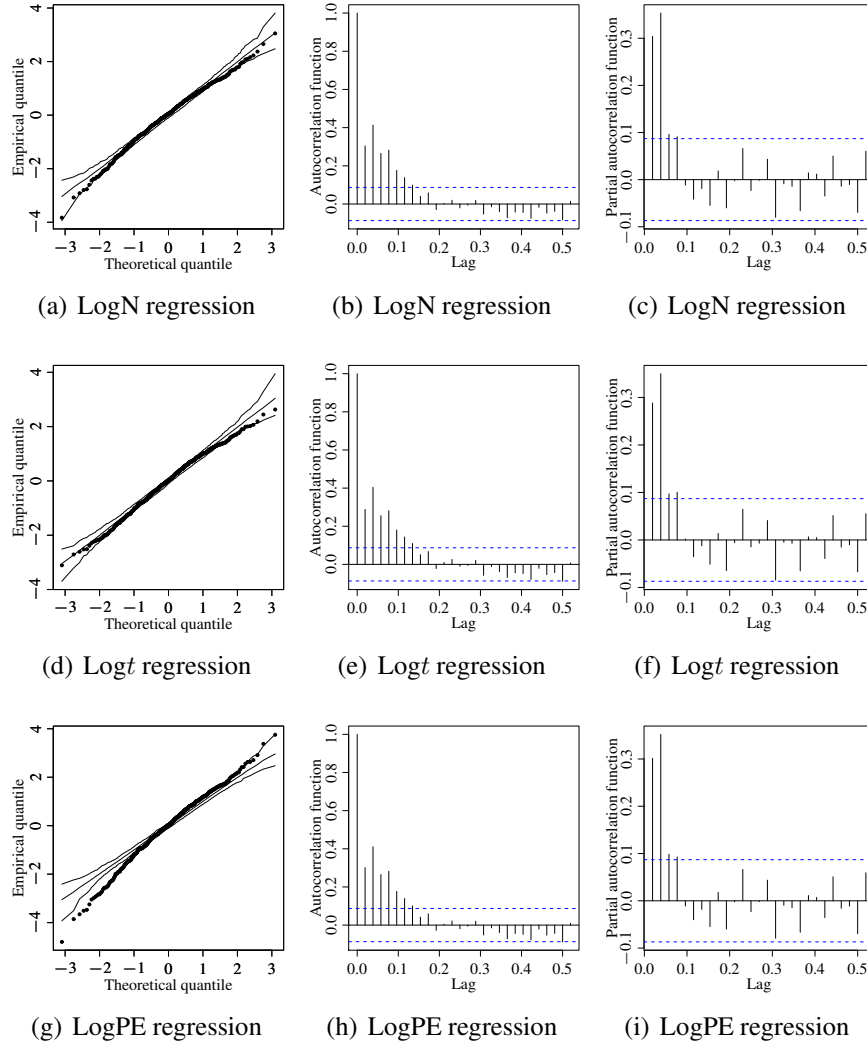 Empirical quantile
−4 −2 0 2 4
−3 −2 −1 0 1 2 3
Theoretical quantile
(a) LogN regression
Autocorrelation function
0.0 0.2 0.4 0.6 0.8 1.0
0.0 0.1 0.2 0.3 0.4 0.5
Lag
(b) LogN regression
Partial autocorrelation function
−0.1 0.0 0.1 0.2 0.3
0.0 0.1 0.2 0.3 0.4 0.5
Lag
(c) LogN regression
Empirical quantile
−4 −2 0 2 4
−3 −2 −1 0 1 2 3
Theoretical quantile
(d) Logt regression
Autocorrelation function
0.0 0.2 0.4 0.6 0.8 1.0
0.0 0.1 0.2 0.3 0.4 0.5
Lag
(e) Logt regression
Partial autocorrelation function
−0.1 0.0 0.1 0.2 0.3
0.0 0.1 0.2 0.3 0.4 0.5
Lag
(f) Logt regression
Empirical quantile
−4 −2 0 2 4
−3 −2 −1 0 1 2 3
Theoretical quantile
(g) LogPE regression
Autocorrelation function
0.0 0.2 0.4 0.6 0.8 1.0
0.0 0.1 0.2 0.3 0.4 0.5
Lag
(h) LogPE regression
Partial autocorrelation function
−0.1 0.0 0.1 0.2 0.3
0.0 0.1 0.2 0.3 0.4 0.5
Lag
(i) LogPE regression